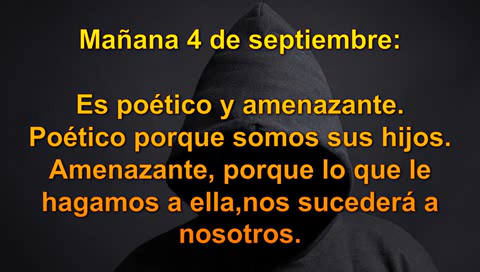 Mañana 4 de septiembre:
Es poético y amenazante.
Poético porque somos sus hijos.
Amenazante, porque lo que le
hagamos a ella,nos sucederá a
nosotros.